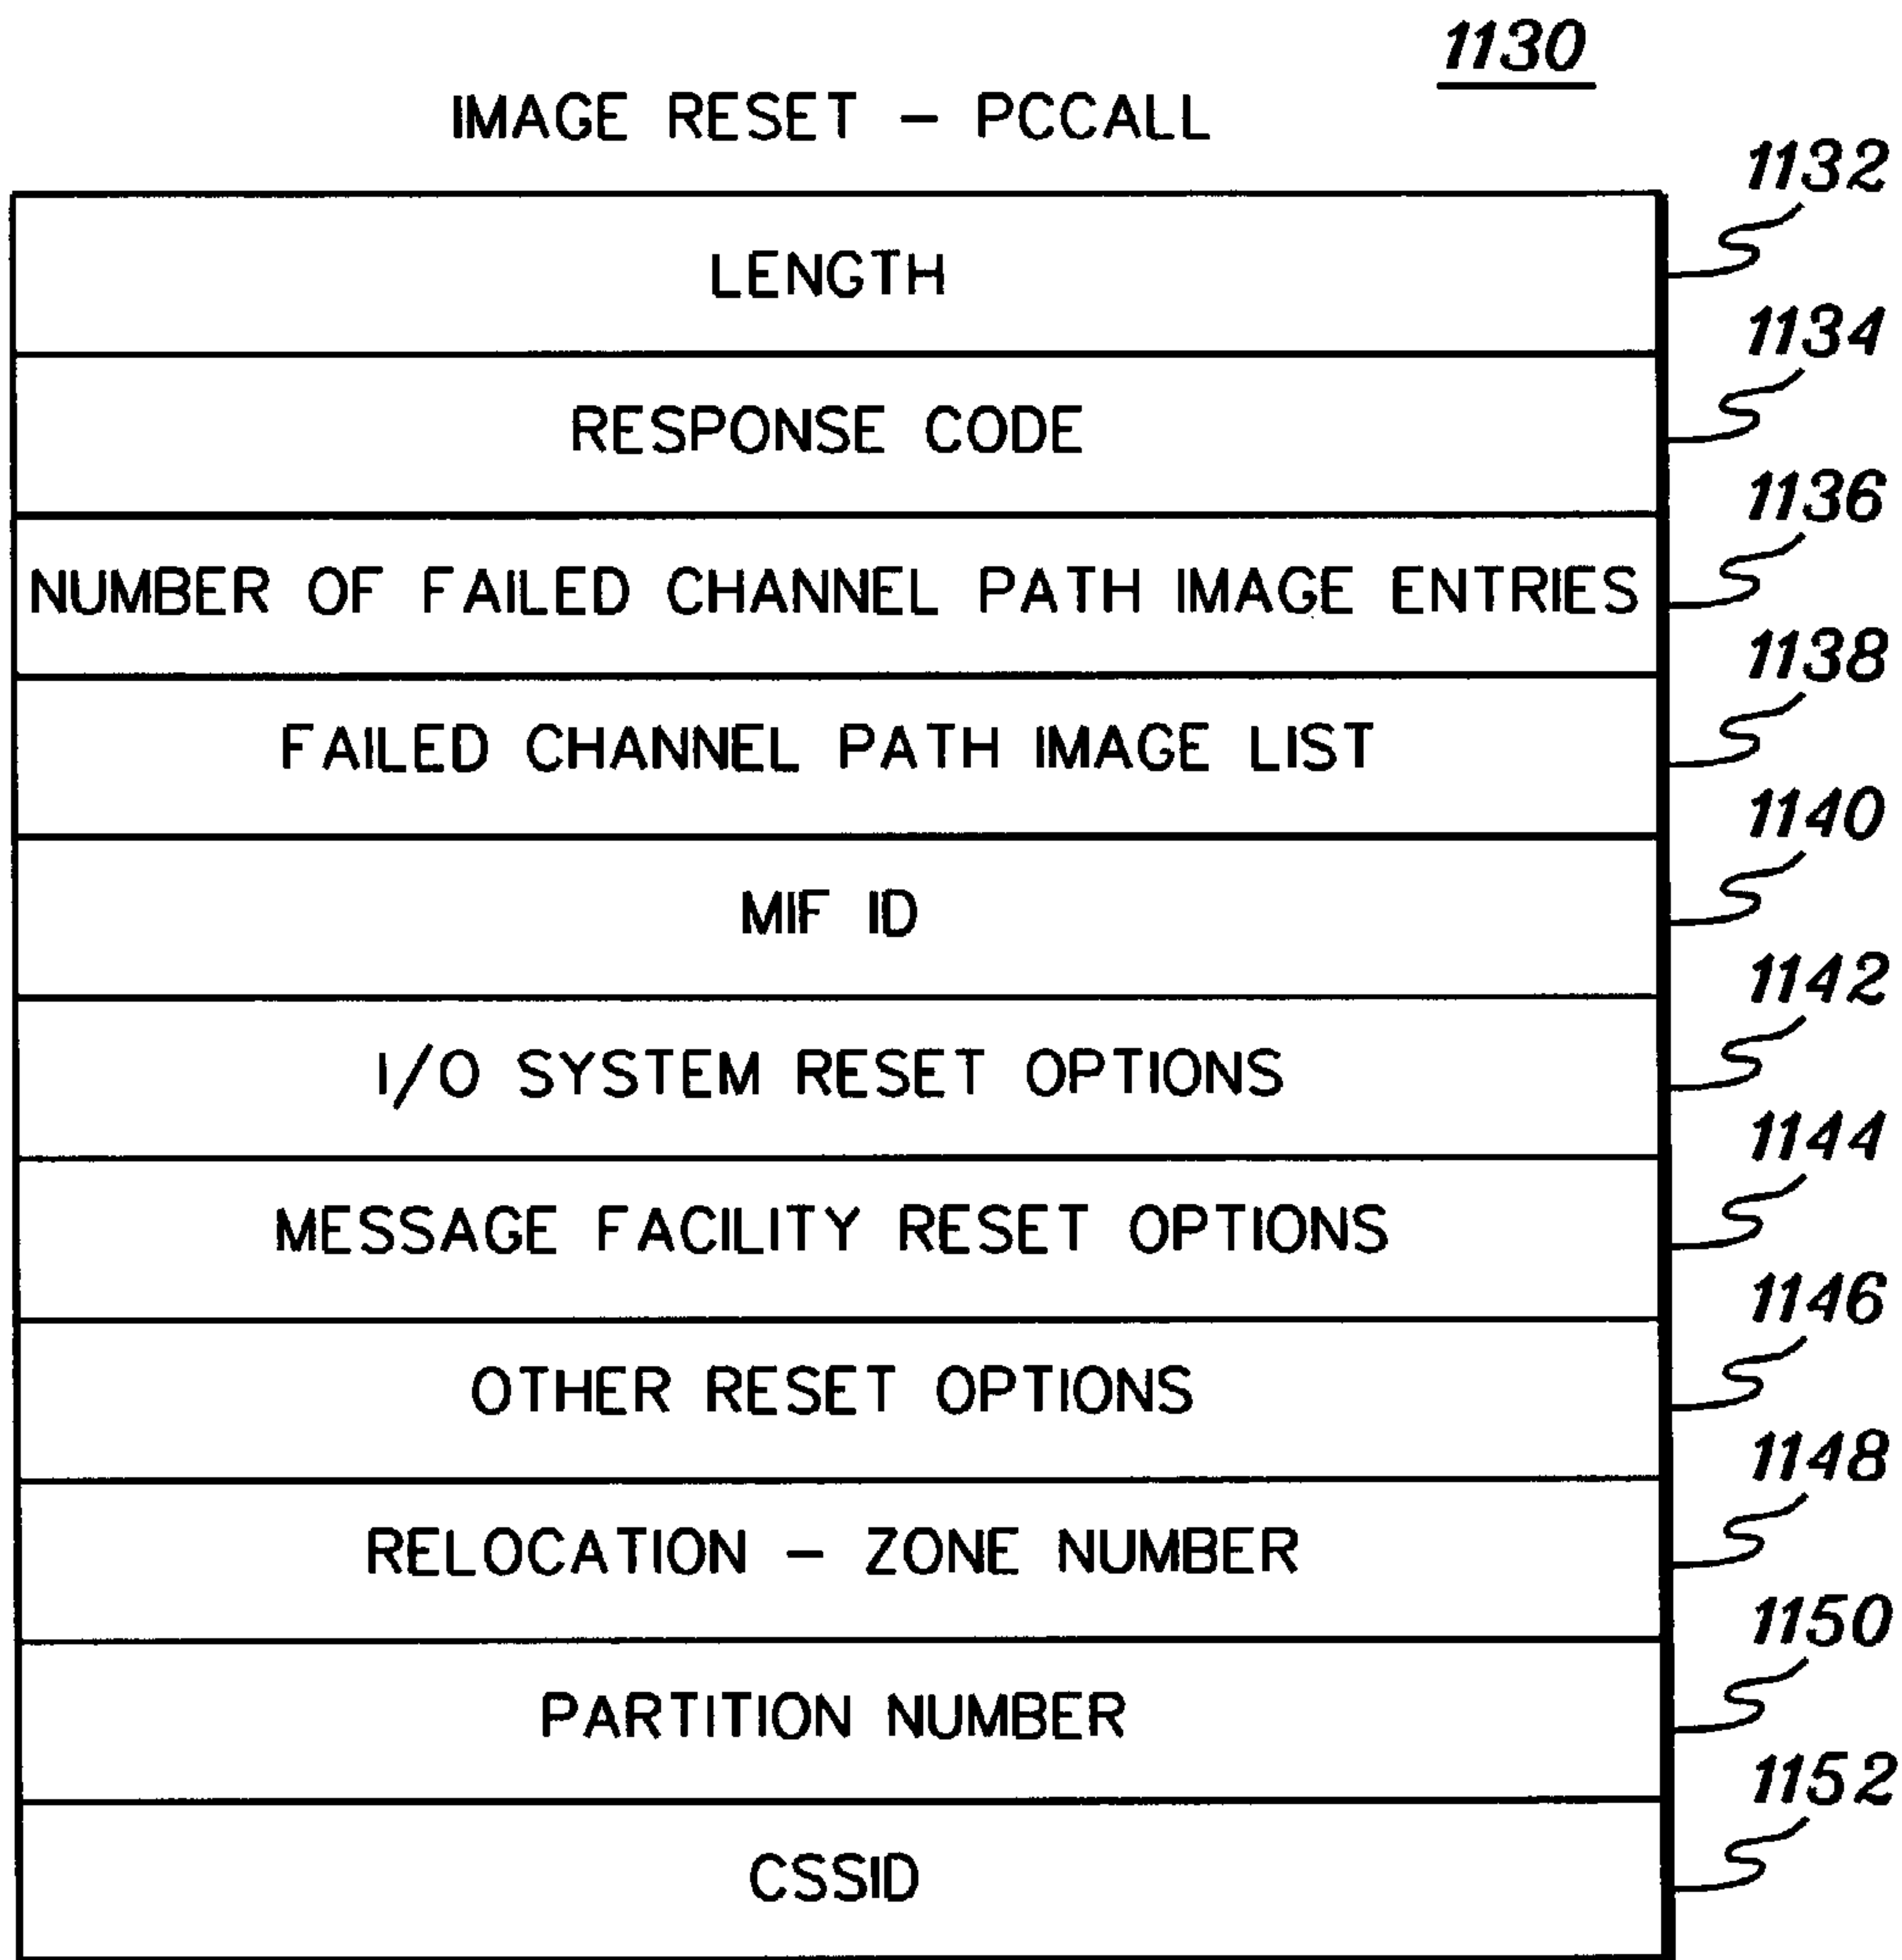 1130
IMAGE RESET – PCCALL
1132
LENGTH
1134
RESPONSE CODE
1136
NUMBER OF FAILED CHANNEL PATH IMAGE ENTRIES
1138
FAILED CHANNEL PATH IMAGE LIST
1140
MIF ID
1142
I/O SYSTEM RESET OPTIONS
1144
MESSAGE FACILITY RESET OPTIONS
1146
OTHER RESET OPTIONS
1148
RELOCATION – ZONE NUMBER
1150
PARTITION NUMBER
1152
CSSID